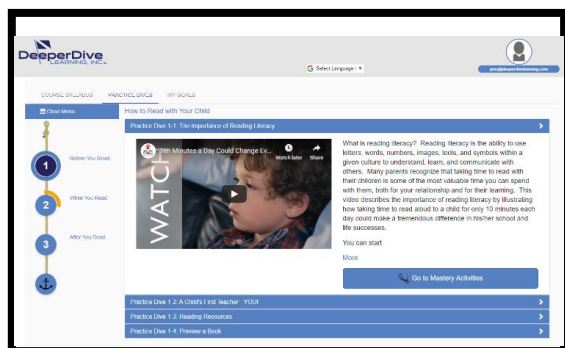 DeeperDive
LEARNING, INC.
G Select Language | ▼
COURSE SYLLABUS PRACTICE DIVES MY GOALS
Close Menu
How to Read with Your Child
Practice Dive 1-1: The Importance of Reading Literacy
1 Before You Read
2 While You Read
3 After You Read
Ten Minutes a Day Could Change Ev...
Watch later Share
WATCH
What is reading literacy? Reading literacy is the ability to use
letters, words, numbers, images, tools, and symbols within a
given culture to understand, learn, and communicate with
others. Many parents recognize that taking time to read with
their children is some of the most valuable time you can spend
with them, both for your relationship and for their learning. This
video describes the importance of reading literacy by illustrating
how taking time to read aloud to a child for only 10 minutes each
day could make a tremendous difference in his/her school and
life successes.
You can start
More
Go to Mastery Activities
Practice Dive 1-2: A Child's First Teacher YOU!
Practice Dive 1-3: Reading Resources
Practice Dive 1-4: Preview a Book